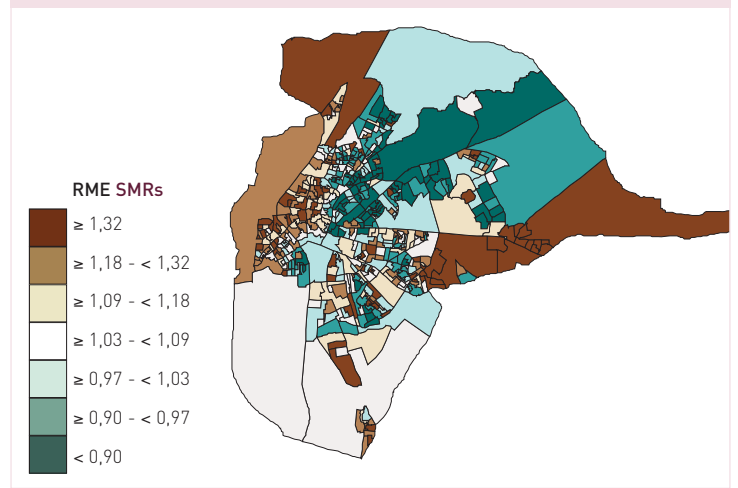 RME SMRs
≥ 1,32
≥ 1,18 - < 1,32
≥ 1,09 - < 1,18
≥ 1,03 - < 1,09
≥ 0,97 - < 1,03
≥ 0,90 - < 0,97
< 0,90